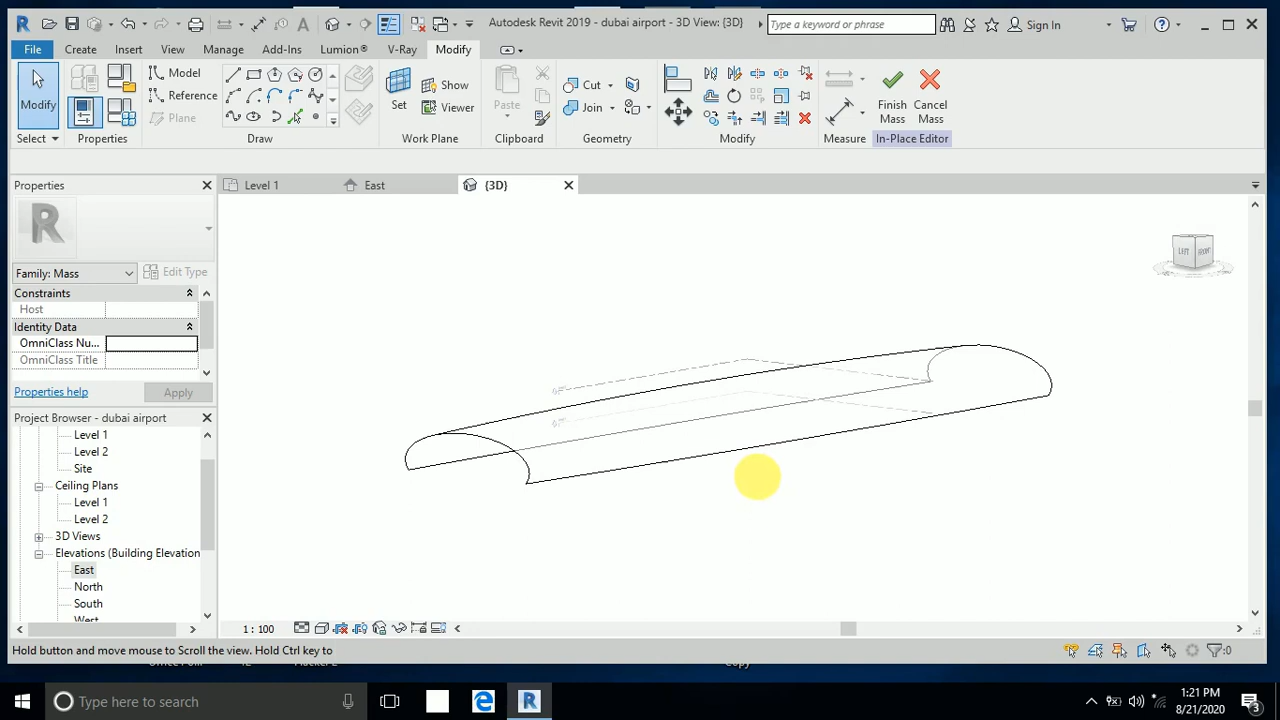 Autodesk Revit 2019 - dubai airport - 3D View: {3D}
Type a keyword or phrase
Sign In
File
Create
Insert
View
Manage
Add-Ins
Lumion®
V-Ray
Modify
Modify
Model
Reference
Plane
Set
Show
Viewer
Paste
Cut
Join
Finish
Mass
Cancel
Mass
Select
Properties
Draw
Work Plane
Clipboard
Geometry
Modify
Measure
In-Place Editor
Properties
Level 1
East
{3D}
R
LEFT
FRONT
Family: Mass
Edit Type
Constraints
Host
Identity Data
OmniClass Nu...
OmniClass Title
Properties help
Apply
Project Browser - dubai airport
Level 1
Level 2
Site
Ceiling Plans
Level 1
Level 2
3D Views
Elevations (Building Elevation
East
North
South
West
1 : 100
Hold button and move mouse to Scroll the view. Hold Ctrl key to
:0
Copy
Type here to search
R
1:21 PM
8/21/2020
3